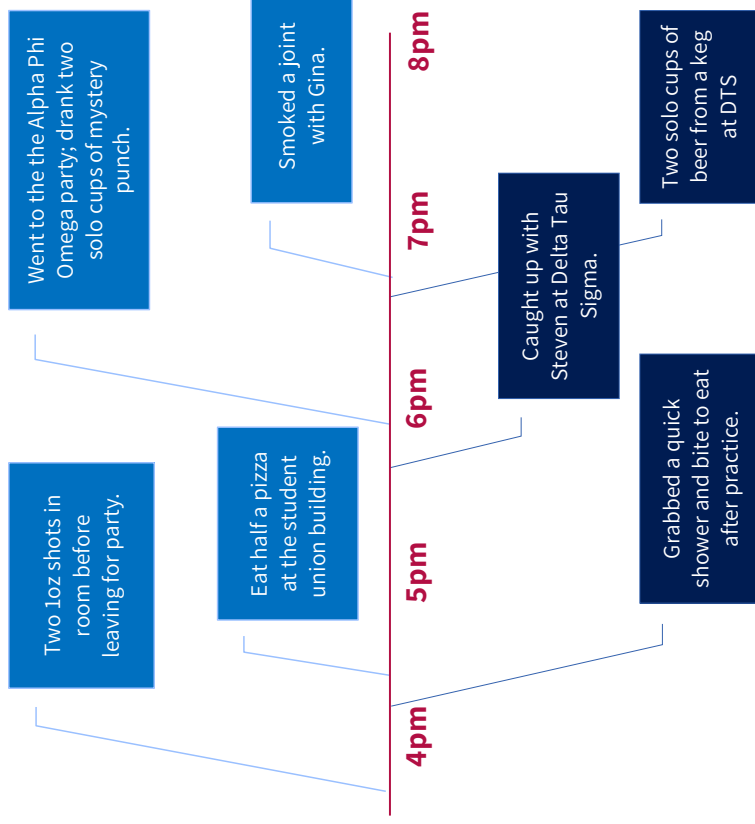 Two 1oz shots in
room before
leaving for party.
Eat half a pizza
at the student
union building.
Went to the the Alpha Phi
Omega party; drank two
solo cups of mystery
punch.
Smoked a joint
with Gina.
4pm
5pm
6pm
7pm
8pm
Grabbed a quick
shower and bite to eat
after practice.
Caught up with
Steven at Delta Tau
Sigma.
Two solo cups of
beer from a keg
at DTS